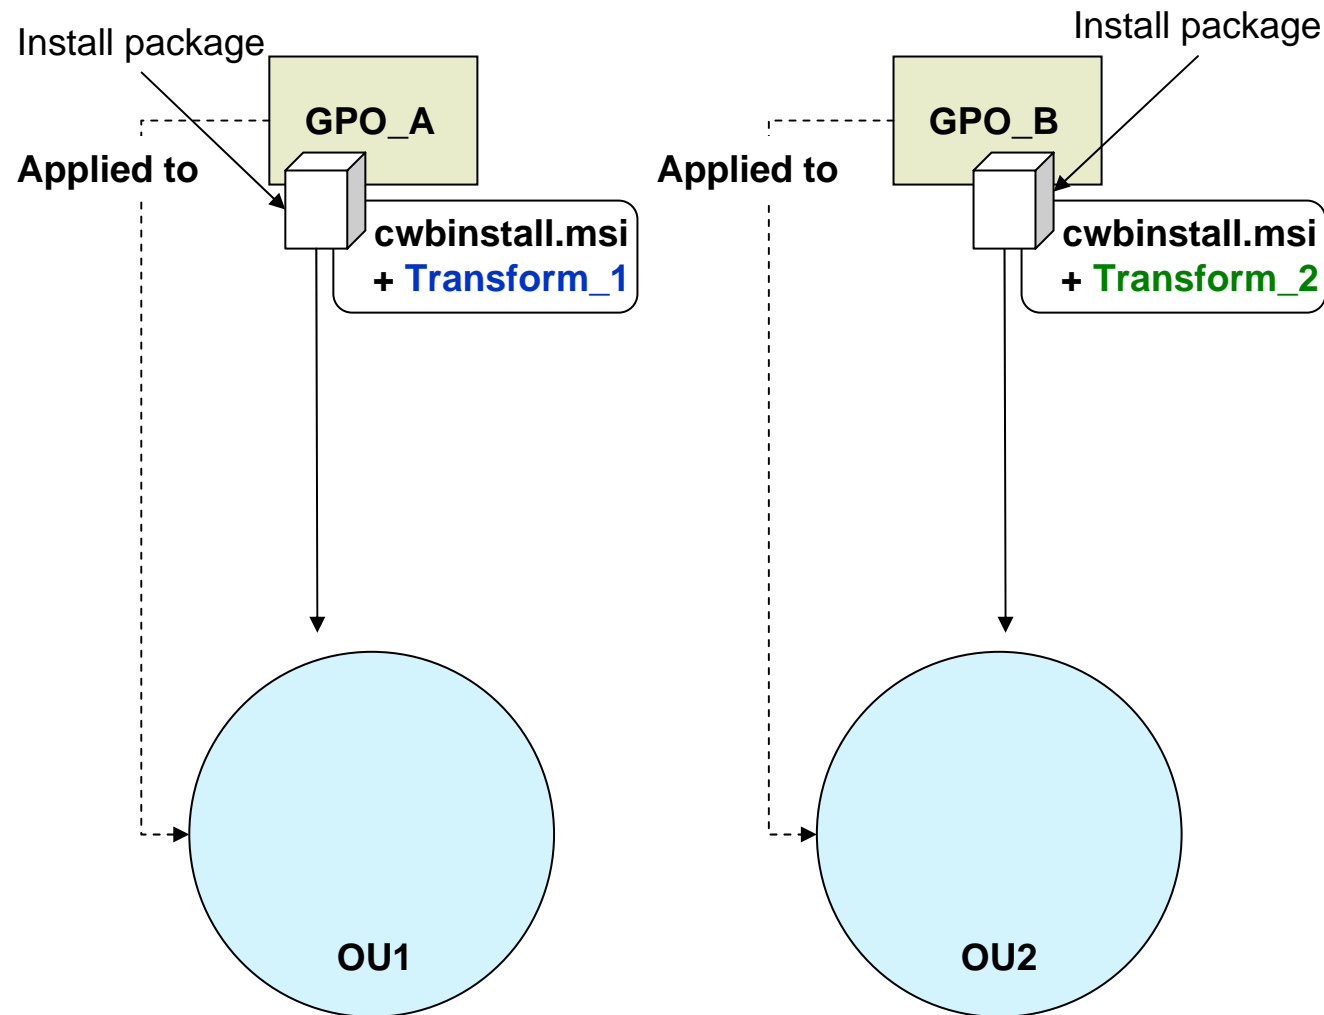 Install package
GPO_A
Applied to
cwbinstall.msi
+ Transform_1
OU1
Install package
GPO_B
Applied to
cwbinstall.msi
+ Transform_2
OU2